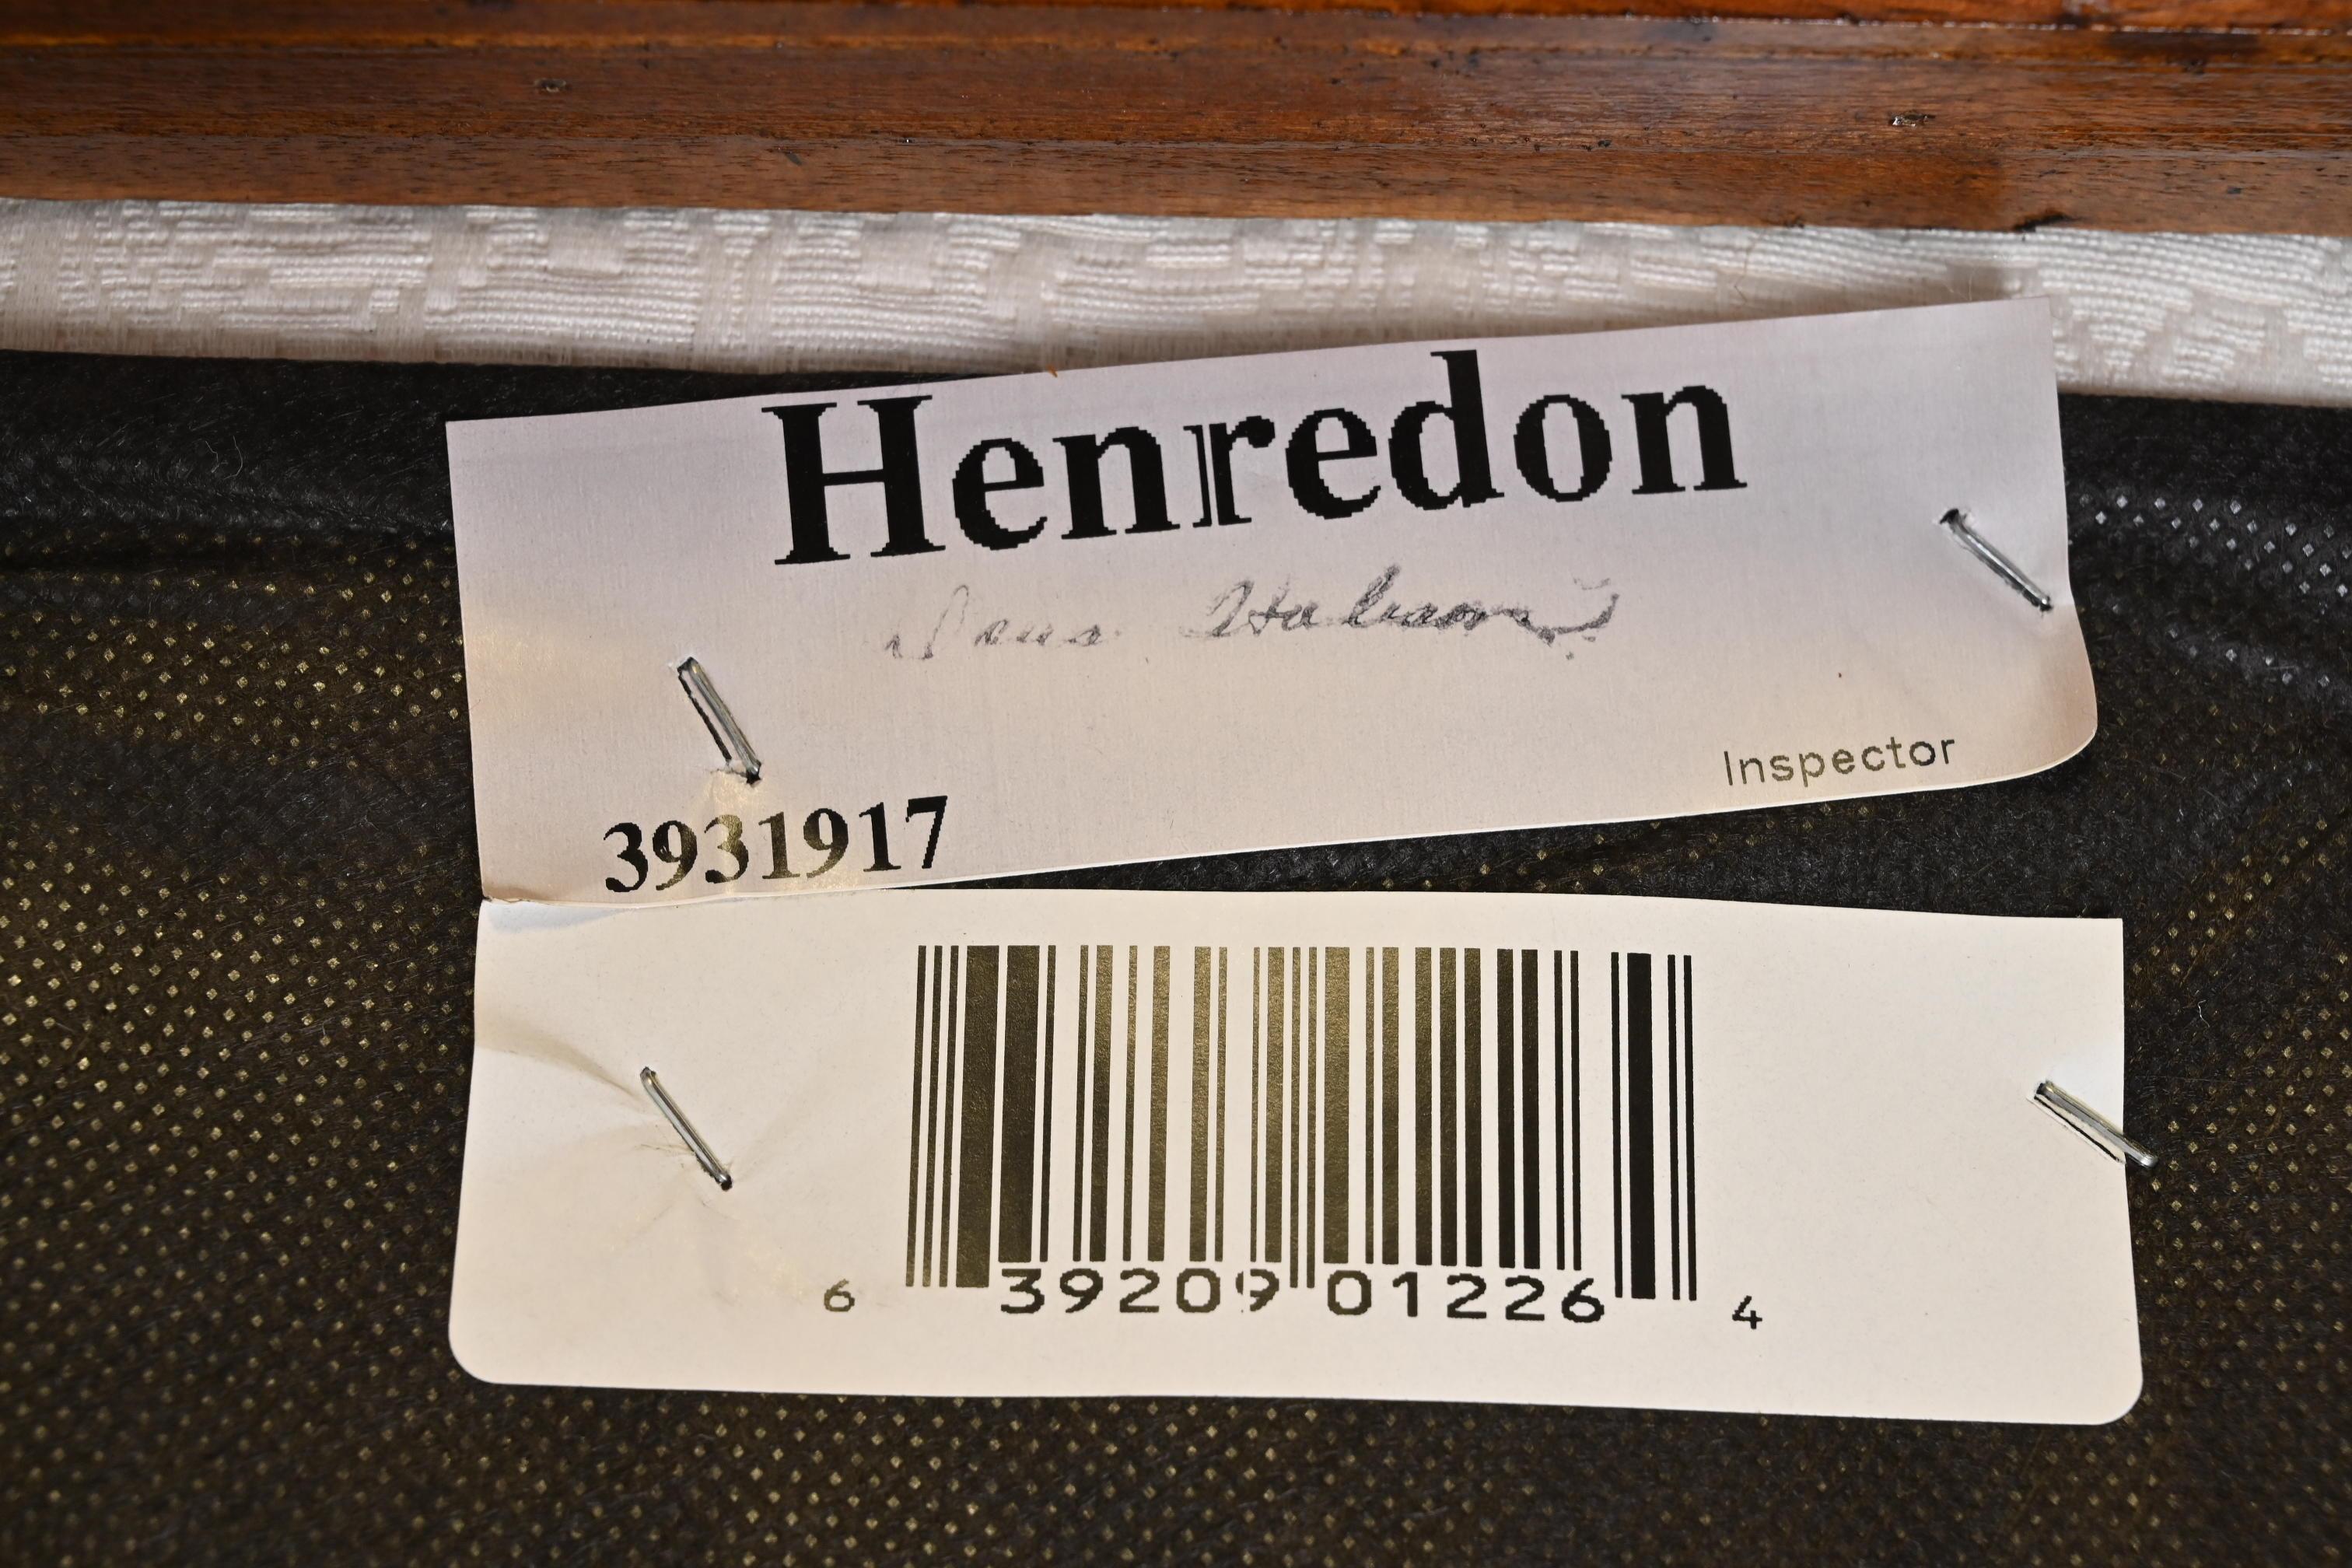 Henredon
Inspector
3931917
6 39209 01226 4